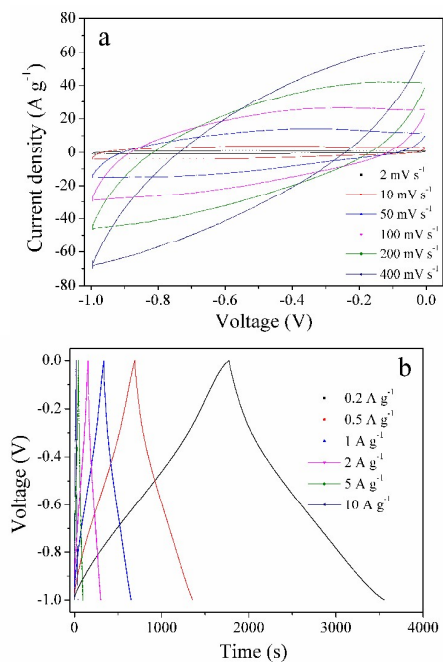 a
80
60
40
20
0
-20
-40
-60
-80
Current density (A g⁻¹)
2 mV s⁻¹
10 mV s⁻¹
50 mV s⁻¹
100 mV s⁻¹
200 mV s⁻¹
400 mV s⁻¹
-1.0 -0.8 -0.6 -0.4 -0.2 0.0
Voltage (V)
b
0.0
-0.2
-0.4
-0.6
-0.8
-1.0
Voltage (V)
0.2 A g⁻¹
0.5 A g⁻¹
1 A g⁻¹
2 A g⁻¹
5 A g⁻¹
10 A g⁻¹
0 1000 2000 3000 4000
Time (s)